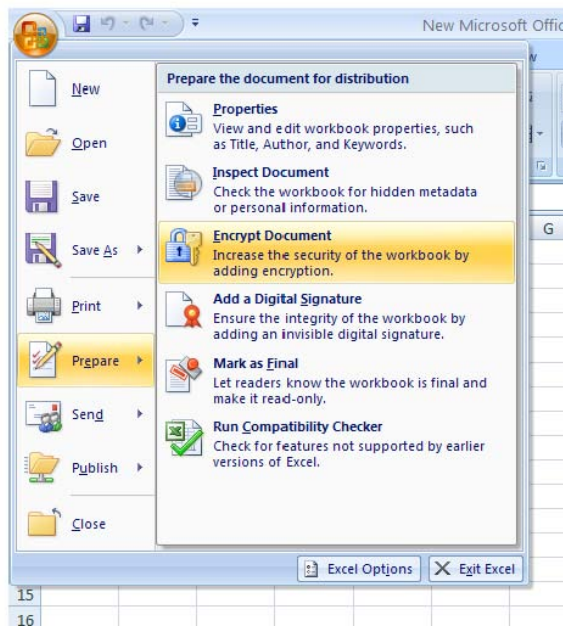 New Microsoft Offic
New
Open
Save
Save As
Print
Prepare
Send
Publish
Close
Prepare the document for distribution
Properties
View and edit workbook properties, such
as Title, Author, and Keywords.
Inspect Document
Check the workbook for hidden metadata
or personal information.
Encrypt Document
Increase the security of the workbook by
adding encryption.
Add a Digital Signature
Ensure the integrity of the workbook by
adding an invisible digital signature.
Mark as Final
Let readers know the workbook is final and
make it read-only.
Run Compatibility Checker
Check for features not supported by earlier
versions of Excel.
Excel Options
Exit Excel
w
G
15
16